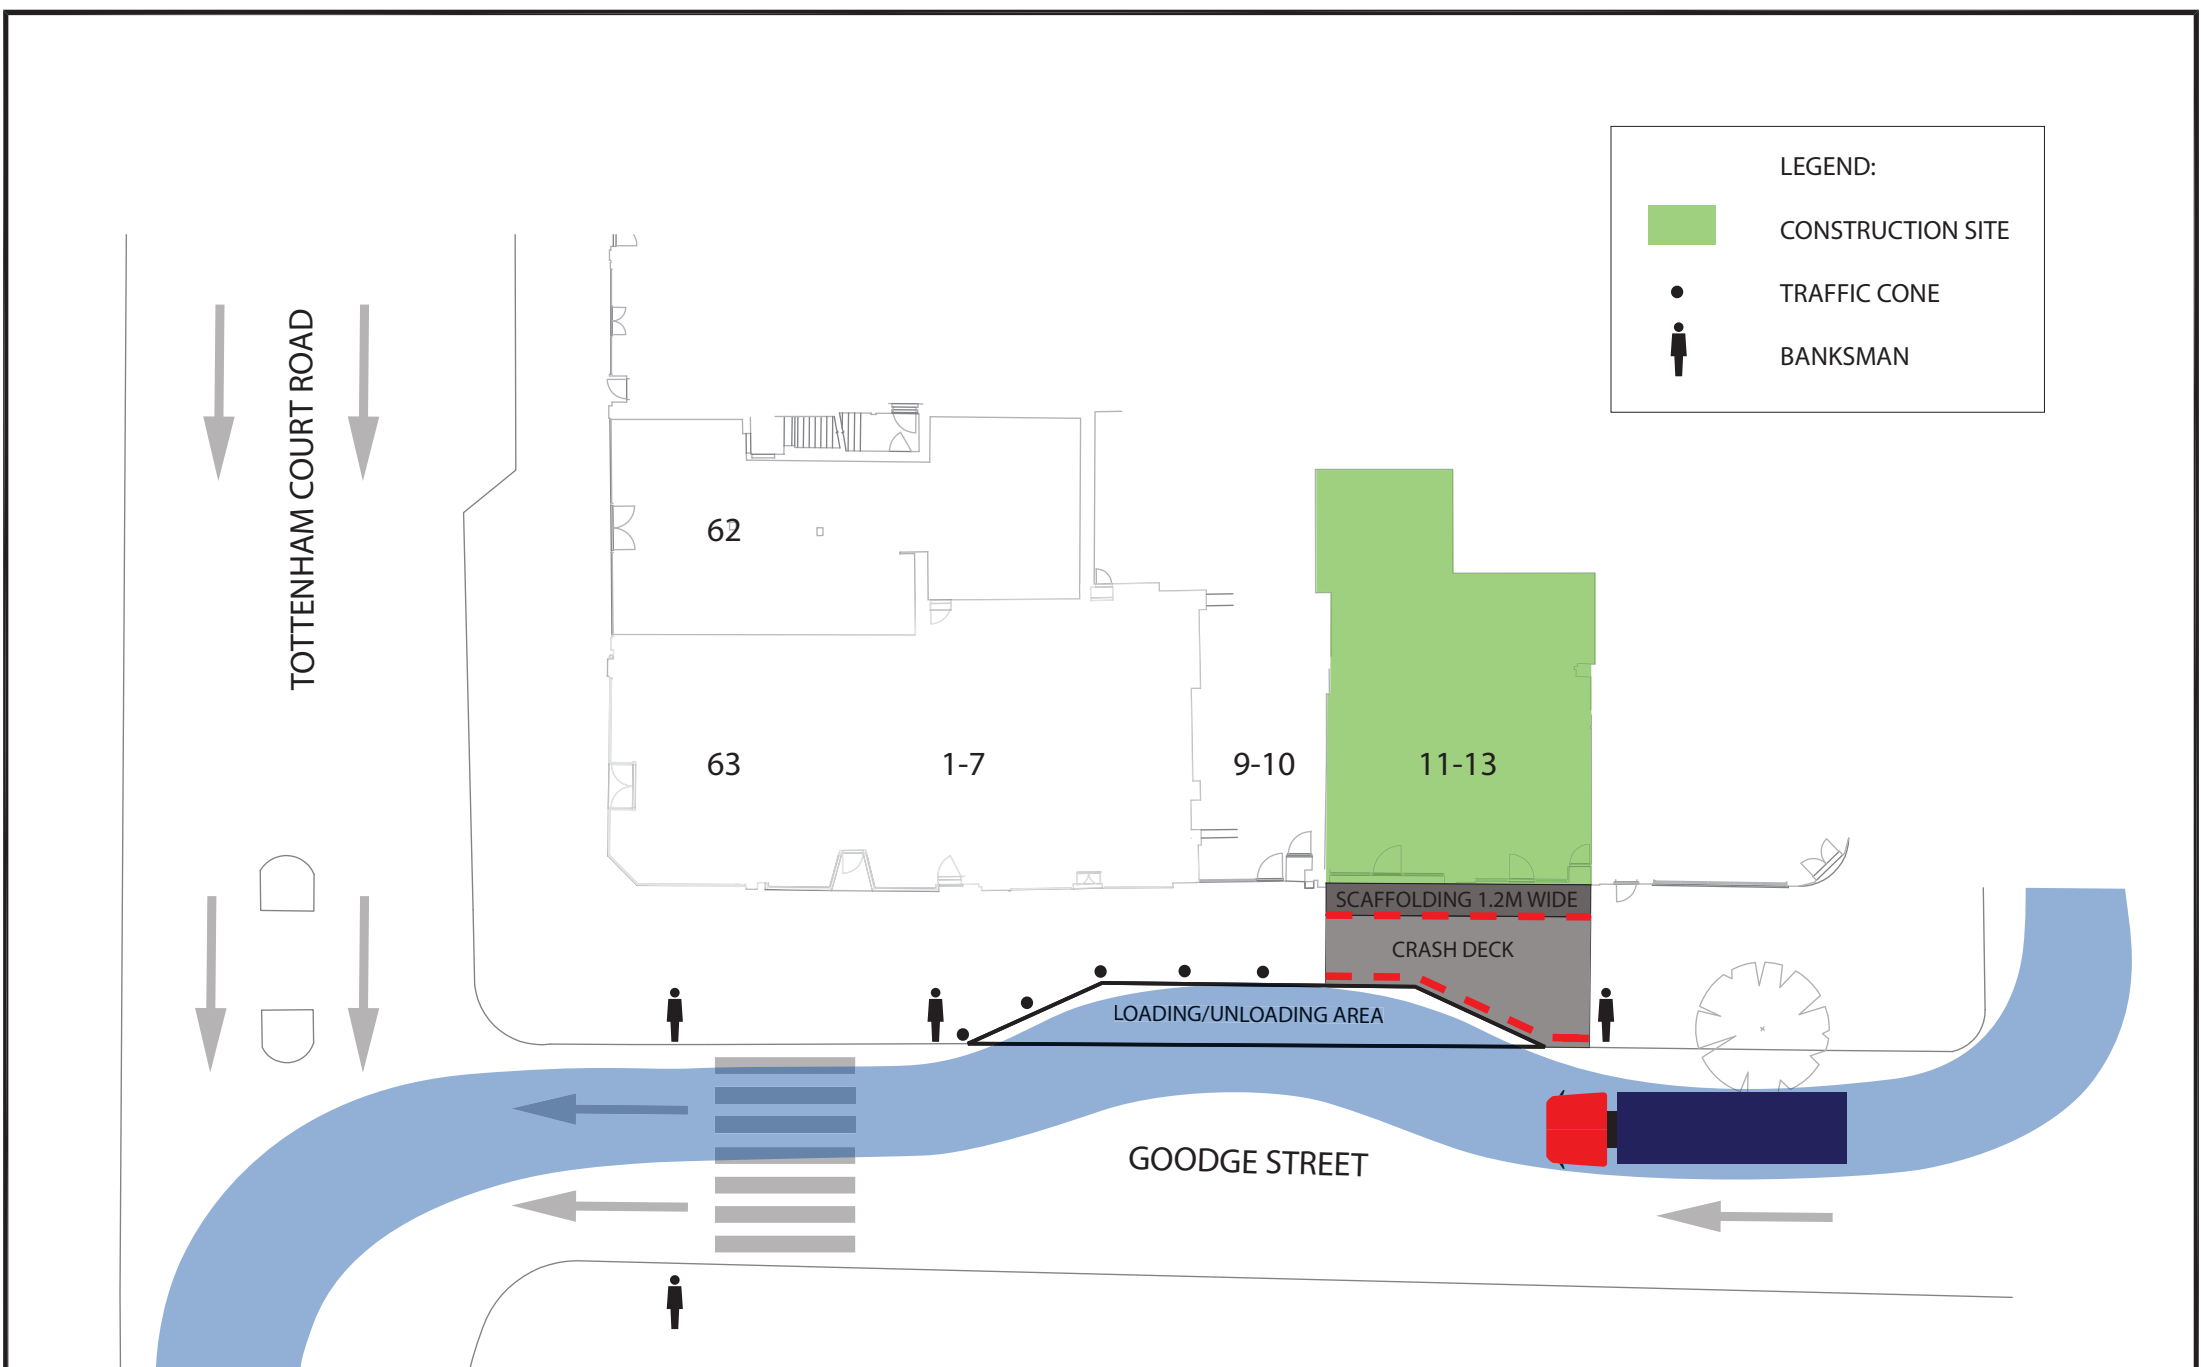 LEGEND:
CONSTRUCTION SITE
TRAFFIC CONE
BANKSMAN
TOTTENHAM COURT ROAD
62
63
1-7
9-10
11-13
SCAFFOLDING 1.2M WIDE
CRASH DECK
LOADING/UNLOADING AREA
GOODGE STREET